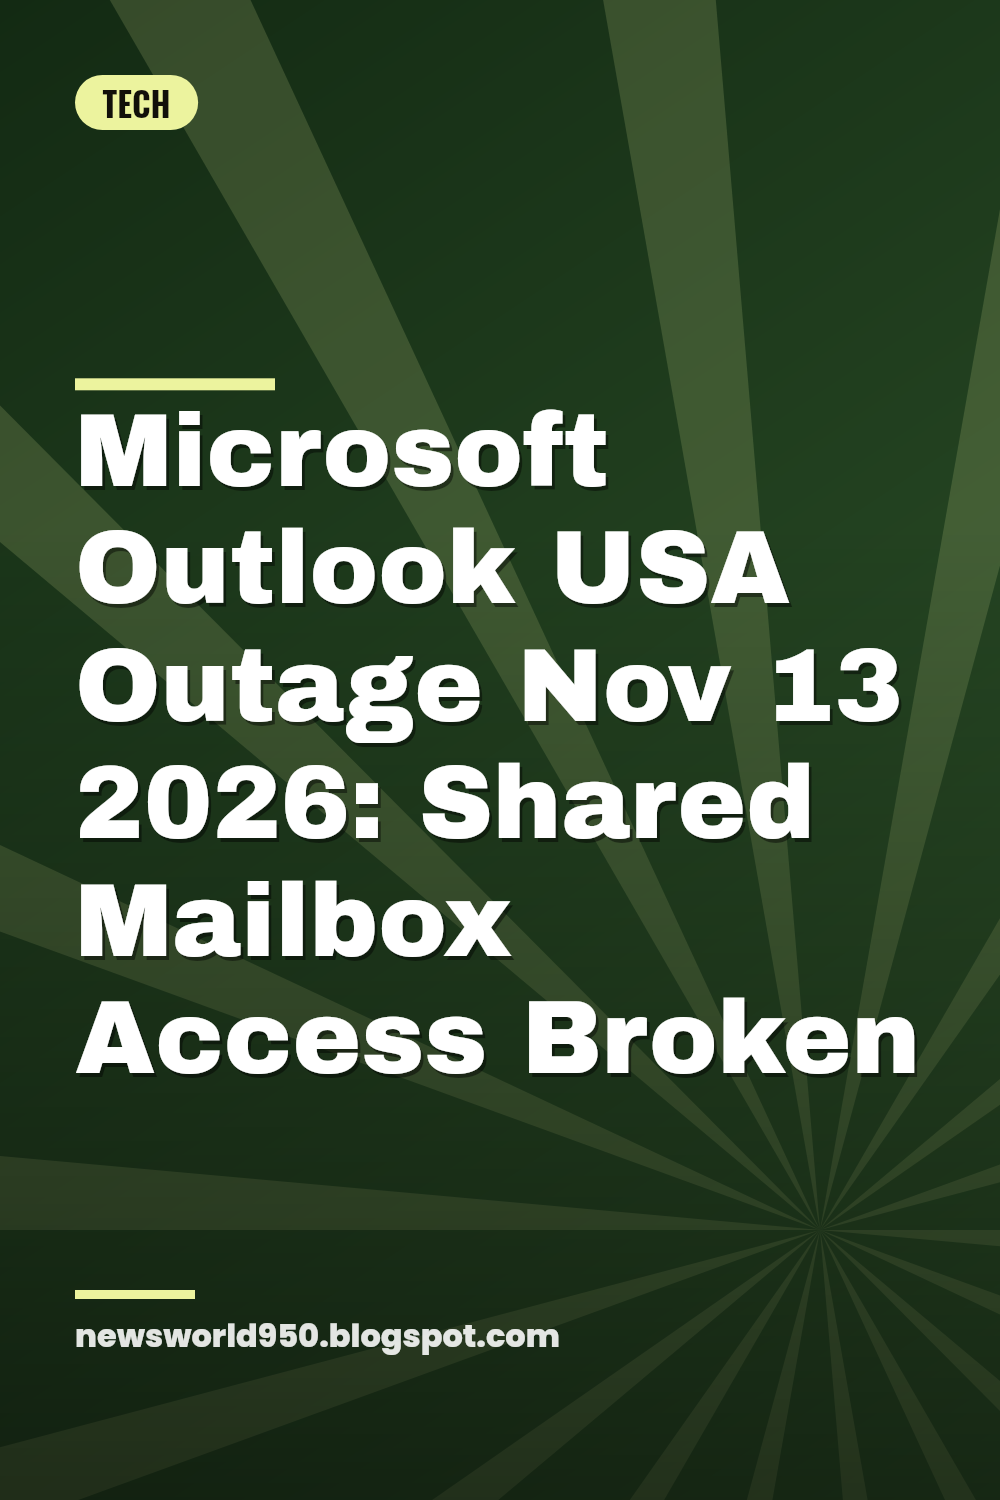 TECH
Microsoft
Outlook USA
Outage Nov 13
2026: Shared
Mailbox
Access Broken
newsworld950.blogspot.com